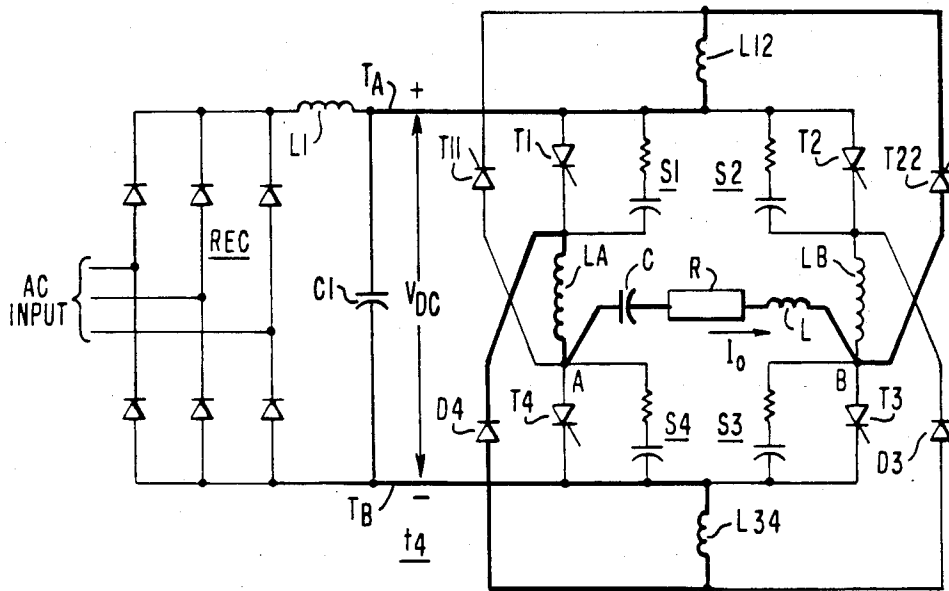 L12
TA
+
L1
T11
T1
S1
S2
T2
T22
REC
LA
C
R
LB
AC
INPUT
C1
VDC
I0
L
A
B
D4
T4
S4
S3
T3
D3
−
TB
t4
L34